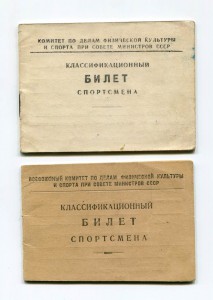 КОМИТЕТ ПО ДЕЛАМ ФИЗИЧЕСКОЙ КУЛЬТУРЫ
И СПОРТА ПРИ СОВЕТЕ МИНИСТРОВ СССР
КЛАССИФИКАЦИОННЫЙ
БИЛЕТ
СПОРТСМЕНА
ВСЕСОЮЗНЫЙ КОМИТЕТ ПО ДЕЛАМ ФИЗИЧЕСКОЙ КУЛЬТУРЫ
И СПОРТА ПРИ СОВЕТЕ МИНИСТРОВ СССР
КЛАССИФИКАЦИОННЫЙ
БИЛЕТ
СПОРТСМЕНА